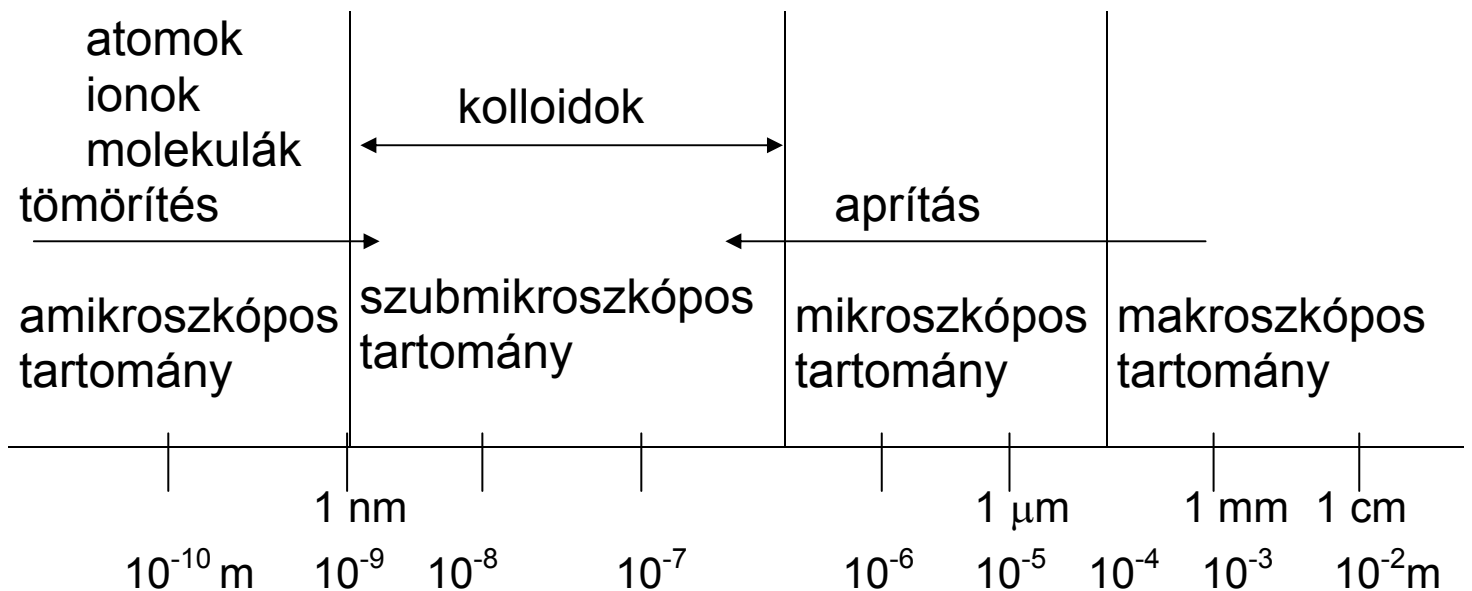 atomok
ionok
molekulák
kolloidok
tömörítés
aprítás
amikroszkópos
tartomány
szubmikroszkópos
tartomány
mikroszkópos
tartomány
makroszkópos
tartomány
1 nm 1 μm 1 mm 1 cm
10⁻¹⁰ m 10⁻⁹ 10⁻⁸ 10⁻⁷ 10⁻⁶ 10⁻⁵ 10⁻⁴ 10⁻³ 10⁻²m